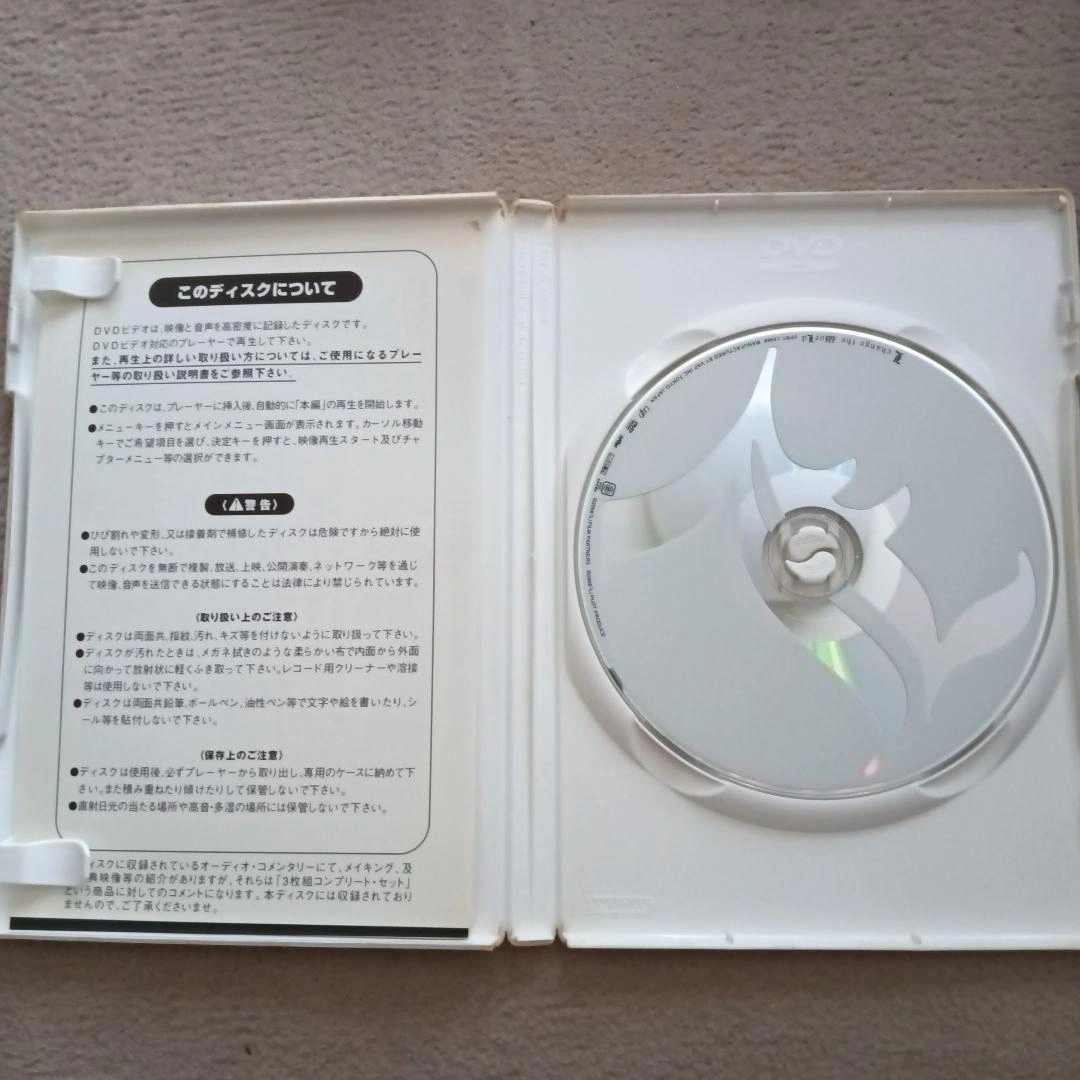 このディスクについて
DVDビデオは、映像と音声を高密度に記録したディスクです。
DVDビデオ対応のプレーヤーで再生して下さい。
また、再生上の詳しい取り扱い方については、ご使用になるプレー
ヤー等の取り扱い説明書をご参照下さい。
●このディスクは、プレーヤーに挿入後、自動的に「本編」の再生を開始します。
●メニューキーを押すとメインメニュー画面が表示されます。カーソル移動
キーでご希望項目を選び、決定キーを押すと、映像再生スタート及びチャ
プターメニュー等の選択ができます。
〈⚠警告〉
●ひび割れや変形、又は接着剤で補修したディスクは危険ですから絶対に使
用しないで下さい。
●このディスクを無断で複製、放送、上映、公開演奏、ネットワーク等を通じ
て映像、音声を送信できる状態にすることは法律により禁じられています。
〈取り扱い上のご注意〉
●ディスクは両面共、指紋、汚れ、キズ等を付けないように取り扱って下さい。
●ディスクが汚れたときは、メガネ拭きのような柔らかい布で内面から外面
に向かって放射状に軽くふき取って下さい。レコード用クリーナーや溶接
等は使用しないで下さい。
●ディスクは両面共鉛筆、ボールペン、油性ペン等で文字や絵を書いたり、シ
ール等を貼付しないで下さい。
〈保存上のご注意〉
●ディスクは使用後、必ずプレーヤーから取り出し、専用のケースに納めて下
さい。また積み重ねたり傾けたりして保管しないで下さい。
●直射日光の当たる場所や高音・多湿の場所には保管しないで下さい。
ィスクに収録されているオーディオ・コメンタリーにて、メイキング、及
典映像等の紹介がありますが、それらは「3枚組コンプリート・セット」
という商品に対してのコメントになります。本ディスクには収録されており
ませんので、ご了承くださいませ。
DVD
L change the WorLd
MANUFACTURED BY VAP INC. TOKYO JAPAN